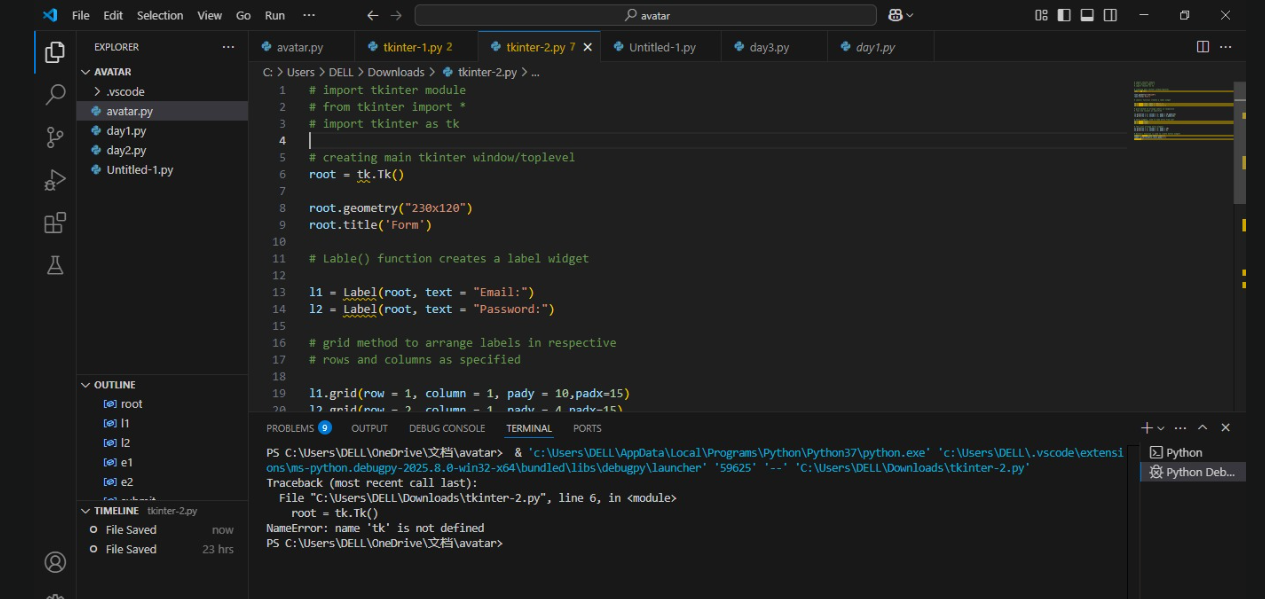 File Edit Selection View Go Run ··· ← → avatar
EXPLORER ···
avatar.py tkinter-1.py 2 tkinter-2.py 7 × Untitled-1.py day3.py day1.py ···
C: > Users > DELL > Downloads > tkinter-2.py > ...
AVATAR
> .vscode
avatar.py
day1.py
day2.py
Untitled-1.py
1 # import tkinter module
2 # from tkinter import *
3 # import tkinter as tk
4
5 # creating main tkinter window/toplevel
6 root = tk.Tk()
7
8 root.geometry("230x120")
9 root.title('Form')
10
11 # Lable() function creates a label widget
12
13 l1 = Label(root, text = "Email:")
14 l2 = Label(root, text = "Password:")
15
16 # grid method to arrange labels in respective
17 # rows and columns as specified
18
19 l1.grid(row = 1, column = 1, pady = 10,padx=15)
20 l2.grid(row = 2, column = 1, pady = 4,padx=15)
OUTLINE
root
l1
l2
e1
e2
submit
TIMELINE tkinter-2.py
File Saved now
File Saved 23 hrs
PROBLEMS 9 OUTPUT DEBUG CONSOLE TERMINAL PORTS
PS C:\Users\DELL\OneDrive\文档\avatar> & 'c:\Users\DELL\AppData\Local\Programs\Python\Python37\python.exe' 'c:\Users\DELL\.vscode\extensi
ons\ms-python.debugpy-2025.8.0-win32-x64\bundled\libs\debugpy\launcher' '59625' '--' 'C:\Users\DELL\Downloads\tkinter-2.py'
Traceback (most recent call last):
File "C:\Users\DELL\Downloads\tkinter-2.py", line 6, in <module>
root = tk.Tk()
NameError: name 'tk' is not defined
PS C:\Users\DELL\OneDrive\文档\avatar>
Python
Python Deb...